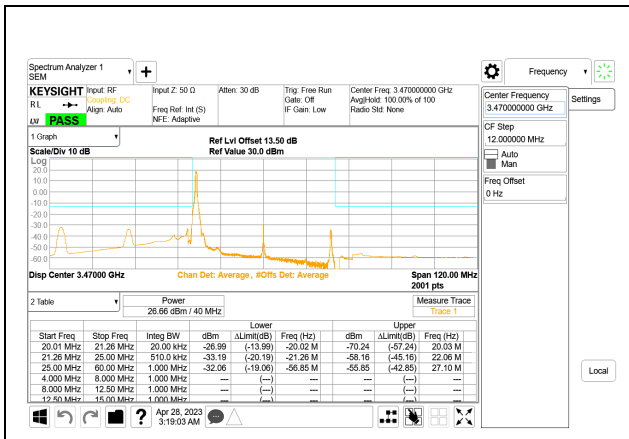 Spectrum Analyzer 1
SEM
Frequency
KEYSIGHT
Input: RF
Input Z: 50 Ω
Atten: 30 dB
Trig: Free Run
Center Freq: 3.470000000 GHz
Coupling: DC
Gate: Off
Avg|Hold: 100.00% of 100
R L
Align: Auto
Freq Ref: Int (S)
IF Gain: Low
Radio Std: None
LXI
PASS
NFE: Adaptive
Center Frequency
3.470000000 GHz
Settings
CF Step
12.000000 MHz
Auto
Man
Freq Offset
0 Hz
Local
1 Graph
Ref Lvl Offset 13.50 dB
Scale/Div 10 dB
Ref Value 30.0 dBm
Log
20.0
10.0
0.00
-10.0
-20.0
-30.0
-40.0
-50.0
-60.0
Disp Center 3.47000 GHz
Chan Det: Average , #Offs Det: Average
Span 120.00 MHz
2001 pts
2 Table
Power
Measure Trace
26.66 dBm / 40 MHz
Trace 1
Lower
Upper
Start Freq Stop Freq Integ BW dBm ΔLimit(dB) Freq (Hz) dBm ΔLimit(dB) Freq (Hz)
20.01 MHz 21.26 MHz 20.00 kHz -26.99 (-13.99) -20.02 M -70.24 (-57.24) 20.03 M
21.26 MHz 25.00 MHz 510.0 kHz -33.19 (-20.19) -21.26 M -58.16 (-45.16) 22.06 M
25.00 MHz 60.00 MHz 1.000 MHz -32.06 (-19.06) -56.85 M -55.85 (-42.85) 27.10 M
4.000 MHz 8.000 MHz 1.000 MHz --- (---) --- --- (---) ---
8.000 MHz 12.50 MHz 1.000 MHz --- (---) --- --- (---) ---
12.50 MHz 15.00 MHz 1.000 MHz --- (---) --- --- (---) ---
?
Apr 28, 2023
3:19:03 AM